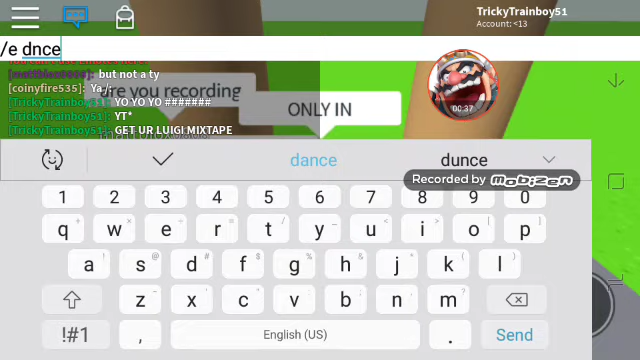 TrickyTrainboy51
Account: <13
/e dnce
but not a ty
[coinyfire535]: Ya /:
are you recording
[TrickyTrainboy51]: YO YO YO #######
[TrickyTrainboy51]: YT*
[TrickyTrainboy51]: GET UR LUIGI MIXTAPE
ONLY IN
00:37
dance
dunce
Recorded by mobizen
1 2 3 4 5 6 7 8 9 0
q w e r t y u i o p
a s d f g h j k l
z x c v b n m
!#1 , English (US) . Send